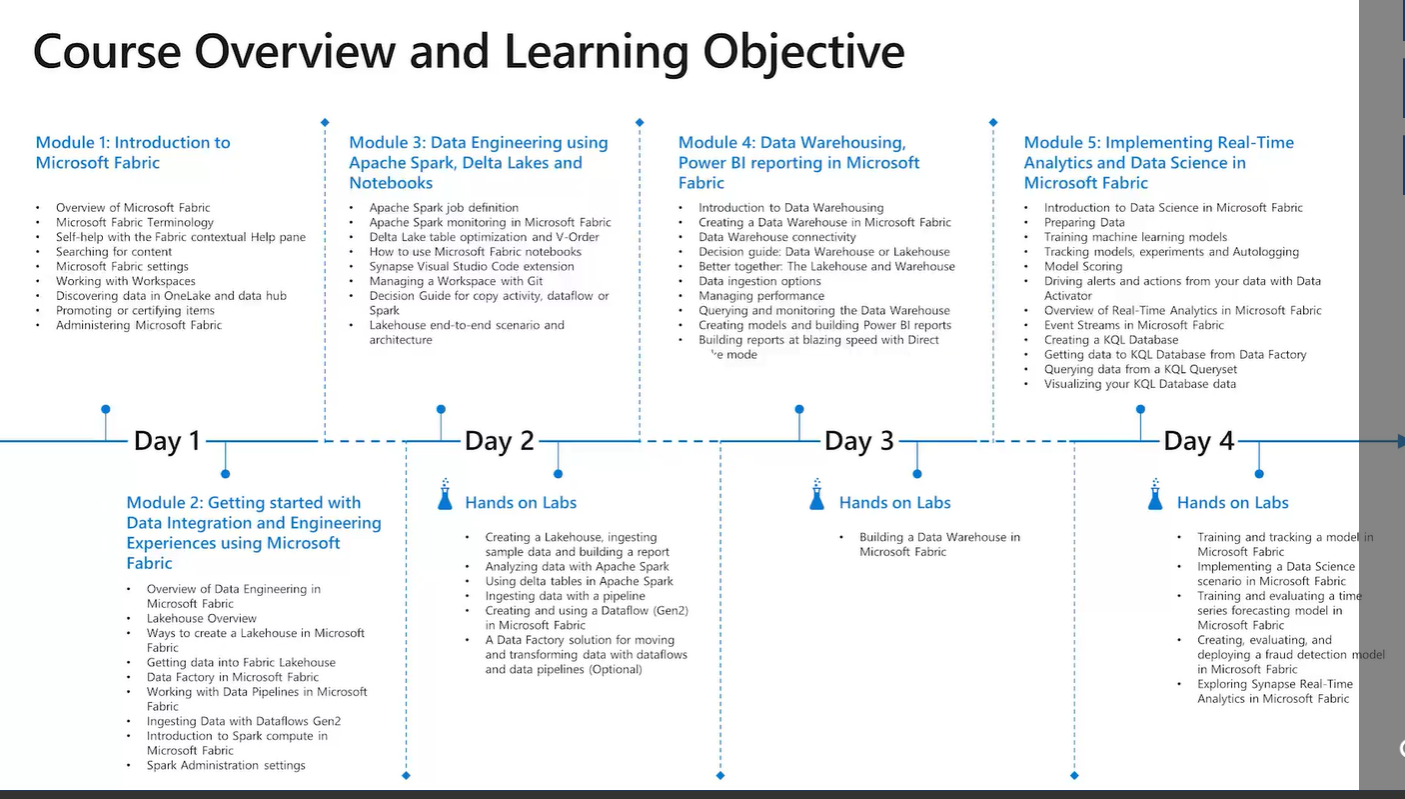 Course Overview and Learning Objective
Module 1: Introduction to
Microsoft Fabric
• Overview of Microsoft Fabric
• Microsoft Fabric Terminology
• Self-help with the Fabric contextual Help pane
• Searching for content
• Microsoft Fabric settings
• Working with Workspaces
• Discovering data in OneLake and data hub
• Promoting or certifying items
• Administering Microsoft Fabric
Module 3: Data Engineering using
Apache Spark, Delta Lakes and
Notebooks
• Apache Spark job definition
• Apache Spark monitoring in Microsoft Fabric
• Delta Lake table optimization and V-Order
• How to use Microsoft Fabric notebooks
• Synapse Visual Studio Code extension
• Managing a Workspace with Git
• Decision Guide for copy activity, dataflow or
Spark
• Lakehouse end-to-end scenario and
architecture
Module 4: Data Warehousing,
Power BI reporting in Microsoft
Fabric
• Introduction to Data Warehousing
• Creating a Data Warehouse in Microsoft Fabric
• Data Warehouse connectivity
• Decision guide: Data Warehouse or Lakehouse
• Better together: The Lakehouse and Warehouse
• Data ingestion options
• Managing performance
• Querying and monitoring the Data Warehouse
• Creating models and building Power BI reports
• Building reports at blazing speed with Direct
mode
Module 5: Implementing Real-Time
Analytics and Data Science in
Microsoft Fabric
• Introduction to Data Science in Microsoft Fabric
• Preparing Data
• Training machine learning models
• Tracking models, experiments and Autologging
• Model Scoring
• Driving alerts and actions from your data with Data
Activator
• Overview of Real-Time Analytics in Microsoft Fabric
• Event Streams in Microsoft Fabric
• Creating a KQL Database
• Getting data to KQL Database from Data Factory
• Querying data from a KQL Queryset
• Visualizing your KQL Database data
Day 1
Day 2
Day 3
Day 4
Module 2: Getting started with
Data Integration and Engineering
Experiences using Microsoft
Fabric
• Overview of Data Engineering in
Microsoft Fabric
• Lakehouse Overview
• Ways to create a Lakehouse in Microsoft
Fabric
• Getting data into Fabric Lakehouse
• Data Factory in Microsoft Fabric
• Working with Data Pipelines in Microsoft
Fabric
• Ingesting Data with Dataflows Gen2
• Introduction to Spark compute in
Microsoft Fabric
• Spark Administration settings
Hands on Labs
• Creating a Lakehouse, ingesting
sample data and building a report
• Analyzing data with Apache Spark
• Using delta tables in Apache Spark
• Ingesting data with a pipeline
• Creating and using a Dataflow (Gen2)
in Microsoft Fabric
• A Data Factory solution for moving
and transforming data with dataflows
and data pipelines (Optional)
Hands on Labs
• Building a Data Warehouse in
Microsoft Fabric
Hands on Labs
• Training and tracking a model in
Microsoft Fabric
• Implementing a Data Science
scenario in Microsoft Fabric
• Training and evaluating a time
series forecasting model in
Microsoft Fabric
• Creating, evaluating, and
deploying a fraud detection model
in Microsoft Fabric
• Exploring Synapse Real-Time
Analytics in Microsoft Fabric